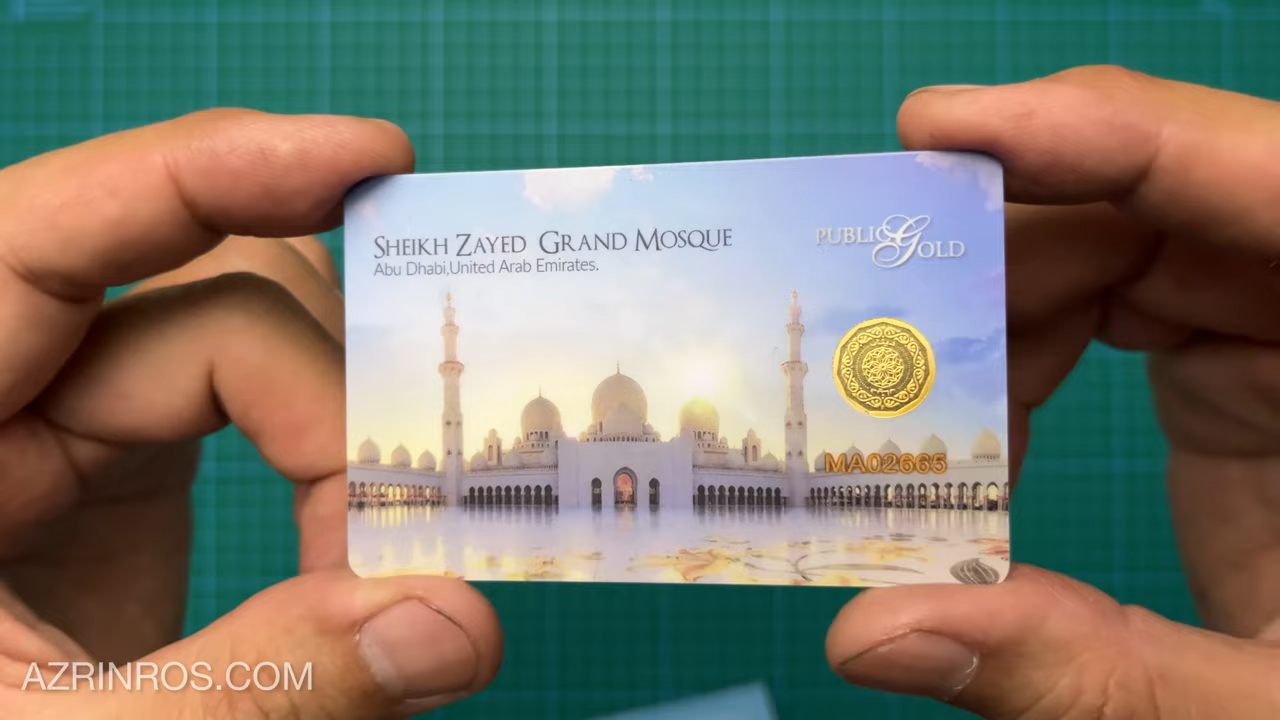 SHEIKH ZAYED GRAND MOSQUE
Abu Dhabi,United Arab Emirates.
PUBLIC GOLD
MA02665
AZRINROS.COM